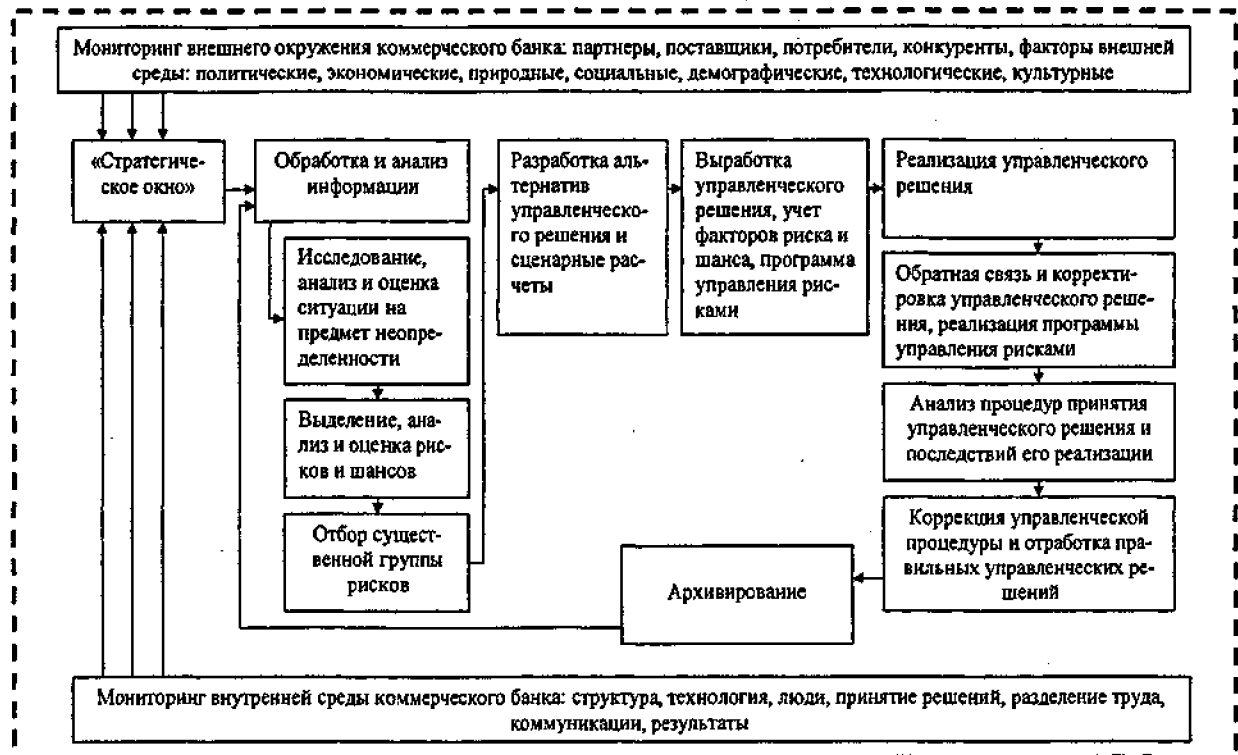 Мониторинг внешнего окружения коммерческого банка: партнеры, поставщики, потребители, конкуренты, факторы внешней
среды: политические, экономические, природные, социальные, демографические, технологические, культурные
«Стратегиче-
ское окно»
Обработка и анализ
информации
Исследование,
анализ и оценка
ситуации на
предмет неопре-
деленности
Выделение, ана-
лиз и оценка рис-
ков и шансов
Отбор сущест-
венной группы
рисков
Разработка аль-
тернатив
управленческо-
го решения и
сценарные рас-
четы
Выработка
управленческого
решения, учет
факторов риска и
шанса, программа
управления рис-
ками
Реализация управленческого
решения
Обратная связь и корректи-
ровка управленческого реше-
ния, реализация программы
управления рисками
Анализ процедур принятия
управленческого решения и
последствий его реализации
Коррекция управленческой
процедуры и отработка пра-
вильных управленческих ре-
шений
Архивирование
Мониторинг внутренней среды коммерческого банка: структура, технология, люди, принятие решений, разделение труда,
коммуникации, результаты